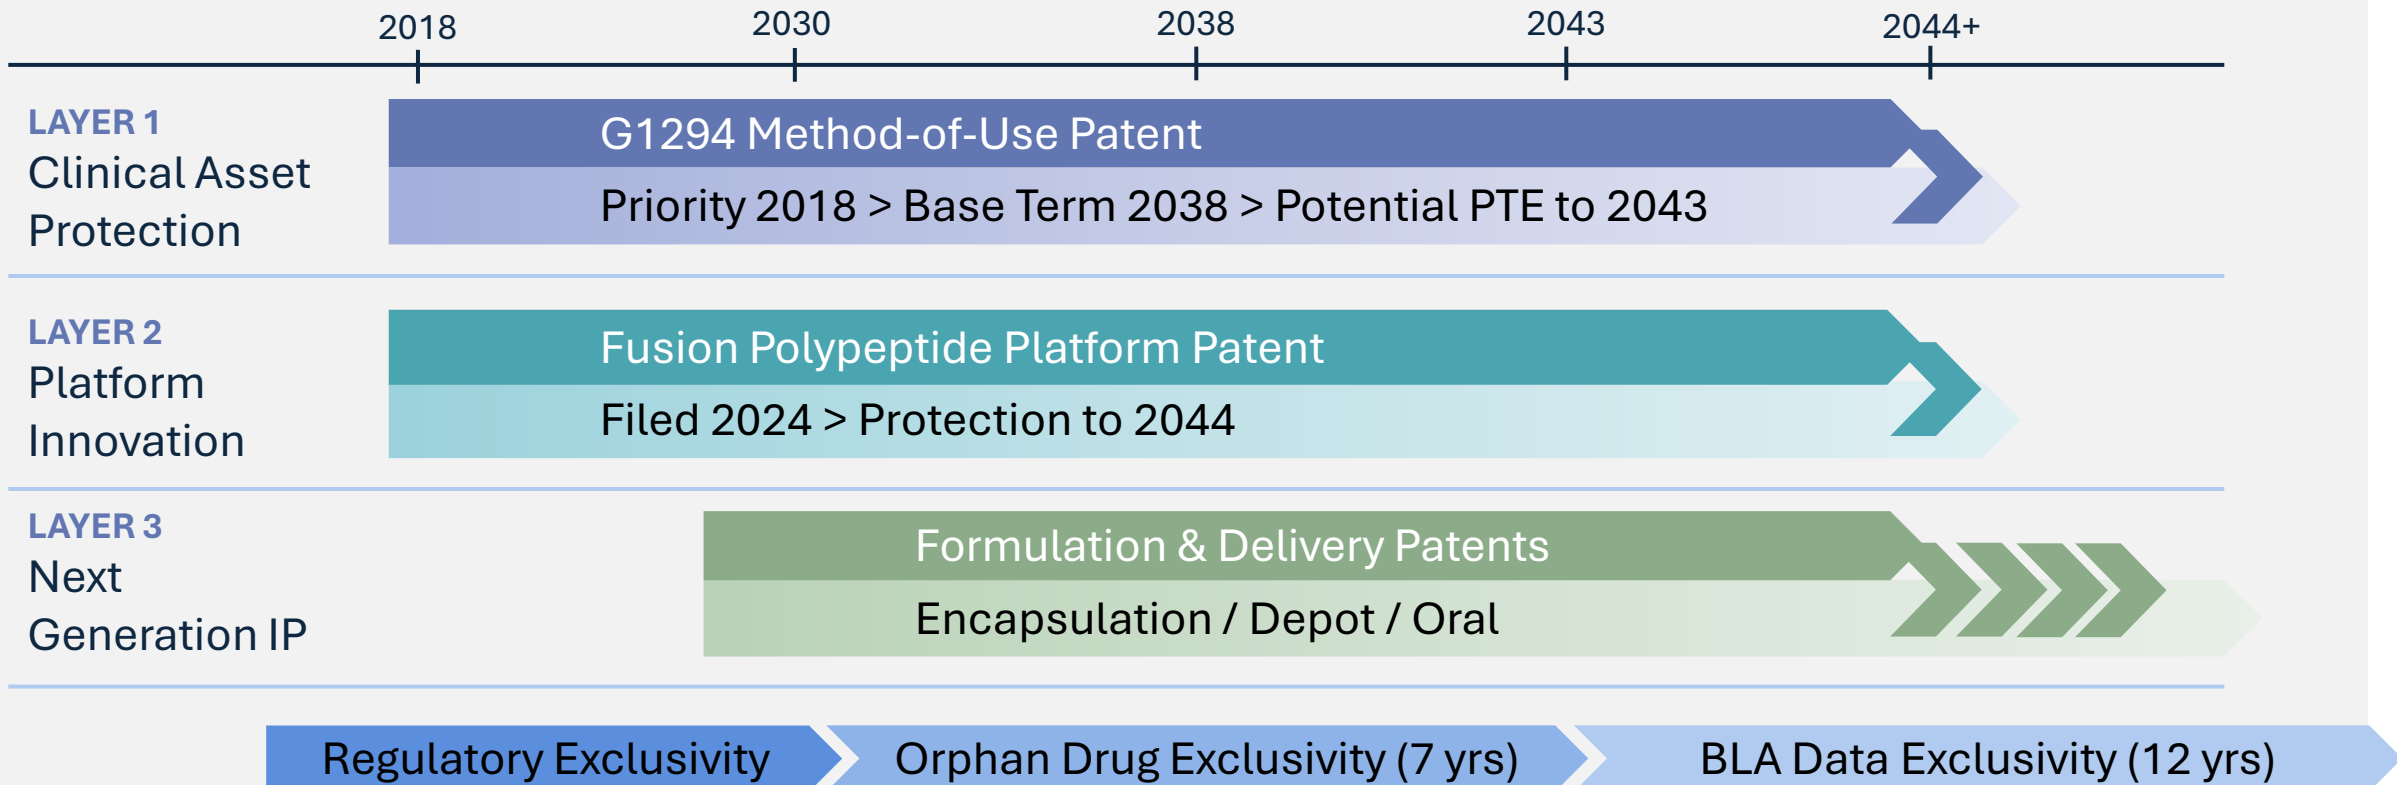 2018
2030
2038
2043
2044+
LAYER 1
Clinical Asset
Protection
G1294 Method-of-Use Patent
Priority 2018 > Base Term 2038 > Potential PTE to 2043
LAYER 2
Platform
Innovation
Fusion Polypeptide Platform Patent
Filed 2024 > Protection to 2044
LAYER 3
Next
Generation IP
Formulation & Delivery Patents
Encapsulation / Depot / Oral
Regulatory Exclusivity
Orphan Drug Exclusivity (7 yrs)
BLA Data Exclusivity (12 yrs)